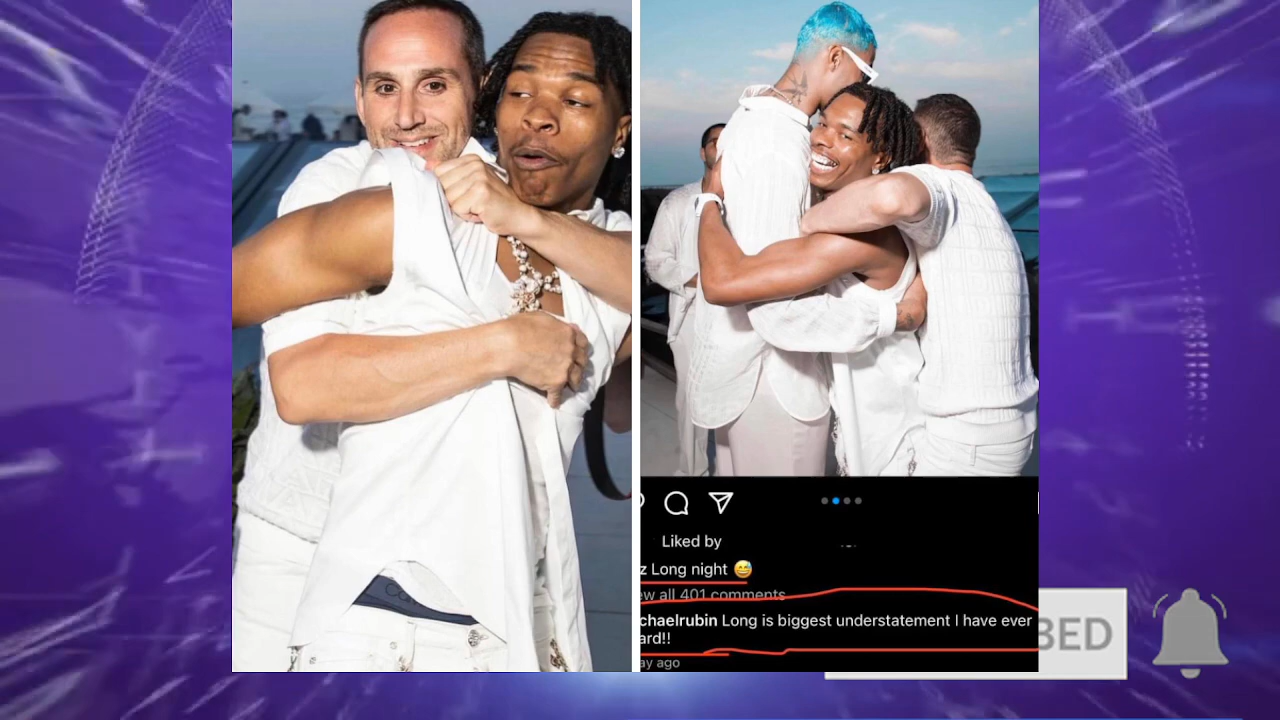 Liked by
z Long night 😅
ew all 401 comments
chaelrubin Long is biggest understatement I have ever
ard!!
ay ago
BED